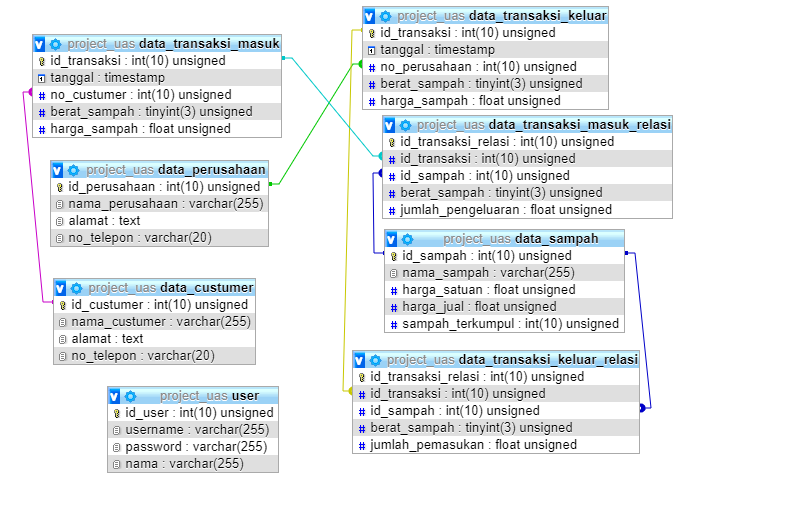 project_uas data_transaksi_masuk
id_transaksi : int(10) unsigned
tanggal : timestamp
no_custumer : int(10) unsigned
berat_sampah : tinyint(3) unsigned
harga_sampah : float unsigned
project_uas data_perusahaan
id_perusahaan : int(10) unsigned
nama_perusahaan : varchar(255)
alamat : text
no_telepon : varchar(20)
project_uas data_custumer
id_custumer : int(10) unsigned
nama_custumer : varchar(255)
alamat : text
no_telepon : varchar(20)
project_uas user
id_user : int(10) unsigned
username : varchar(255)
password : varchar(255)
nama : varchar(255)
project_uas data_transaksi_keluar
id_transaksi : int(10) unsigned
tanggal : timestamp
no_perusahaan : int(10) unsigned
berat_sampah : tinyint(3) unsigned
harga_sampah : float unsigned
project_uas data_transaksi_masuk_relasi
id_transaksi_relasi : int(10) unsigned
id_transaksi : int(10) unsigned
id_sampah : int(10) unsigned
berat_sampah : tinyint(3) unsigned
jumlah_pengeluaran : float unsigned
project_uas data_sampah
id_sampah : int(10) unsigned
nama_sampah : varchar(255)
harga_satuan : float unsigned
harga_jual : float unsigned
sampah_terkumpul : int(10) unsigned
project_uas data_transaksi_keluar_relasi
id_transaksi_relasi : int(10) unsigned
id_transaksi : int(10) unsigned
id_sampah : int(10) unsigned
berat_sampah : tinyint(3) unsigned
jumlah_pemasukan : float unsigned